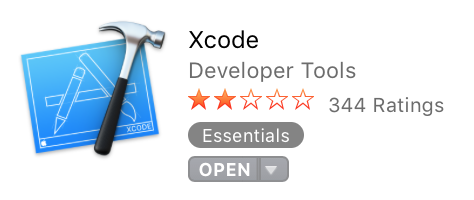 Xcode
Developer Tools
344 Ratings
Essentials
OPEN
XCODE